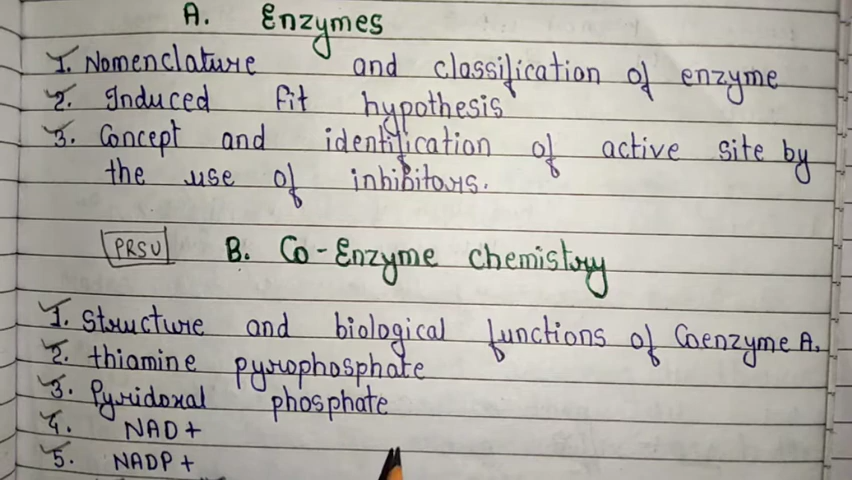 A. Enzymes
1. Nomenclature and classification of enzyme
2. Induced fit hypothesis
3. Concept and identification of active site by
the use of inhibitors.
PRSU B. Co-Enzyme chemistry
1. Structure and biological functions of Coenzyme A.
2. thiamine pyrophosphate
3. Pyridoxal phosphate
4. NAD+
5. NADP+